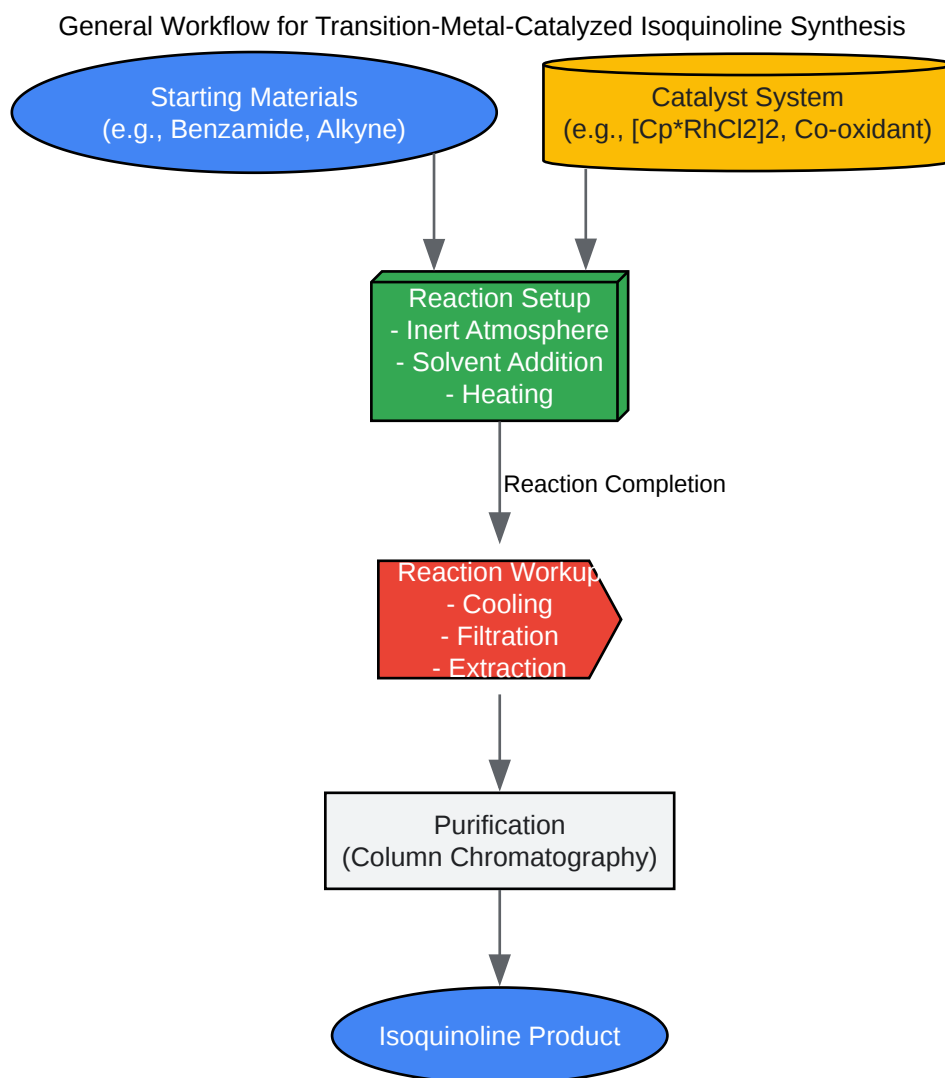 General Workflow for Transition-Metal-Catalyzed Isoquinoline Synthesis
Starting Materials
(e.g., Benzamide, Alkyne)
Catalyst System
(e.g., [Cp*RhCl2]2, Co-oxidant)
Reaction Setup
- Inert Atmosphere
- Solvent Addition
- Heating
Reaction Completion
Reaction Workup
- Cooling
- Filtration
- Extraction
Purification
(Column Chromatography)
Isoquinoline Product